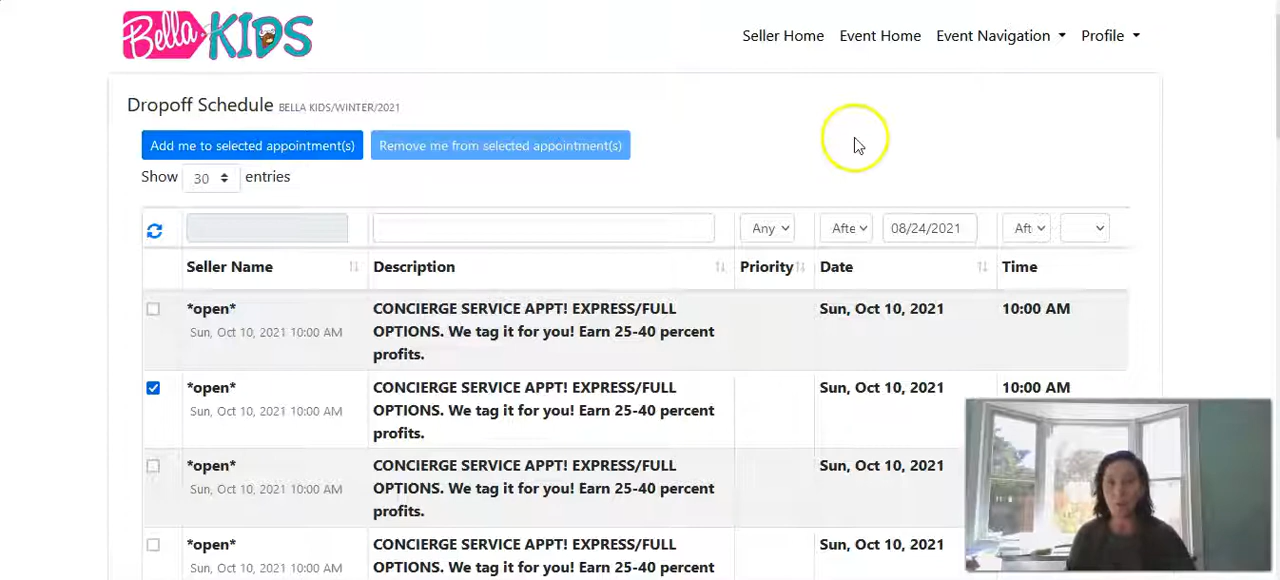 Bella KIDS
Seller Home Event Home Event Navigation Profile
Dropoff Schedule BELLA KIDS/WINTER/2021
Add me to selected appointment(s) Remove me from selected appointment(s)
Show 30 entries
Any Afte 08/24/2021 Aft
Seller Name Description Priority Date Time
*open* CONCIERGE SERVICE APPT! EXPRESS/FULL Sun, Oct 10, 2021 10:00 AM
Sun, Oct 10, 2021 10:00 AM OPTIONS. We tag it for you! Earn 25-40 percent
profits.
*open* CONCIERGE SERVICE APPT! EXPRESS/FULL Sun, Oct 10, 2021 10:00 AM
Sun, Oct 10, 2021 10:00 AM OPTIONS. We tag it for you! Earn 25-40 percent
profits.
*open* CONCIERGE SERVICE APPT! EXPRESS/FULL Sun, Oct 10, 2021
Sun, Oct 10, 2021 10:00 AM OPTIONS. We tag it for you! Earn 25-40 percent
profits.
*open* CONCIERGE SERVICE APPT! EXPRESS/FULL Sun, Oct 10, 2021
Sun, Oct 10, 2021 10:00 AM OPTIONS. We tag it for you! Earn 25-40 percent